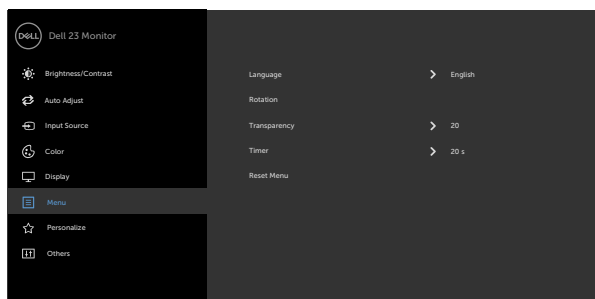 DELL Dell 23 Monitor
Brightness/Contrast
Auto Adjust
Input Source
Color
Display
Menu
Personalize
Others
Language English
Rotation
Transparency 20
Timer 20 s
Reset Menu